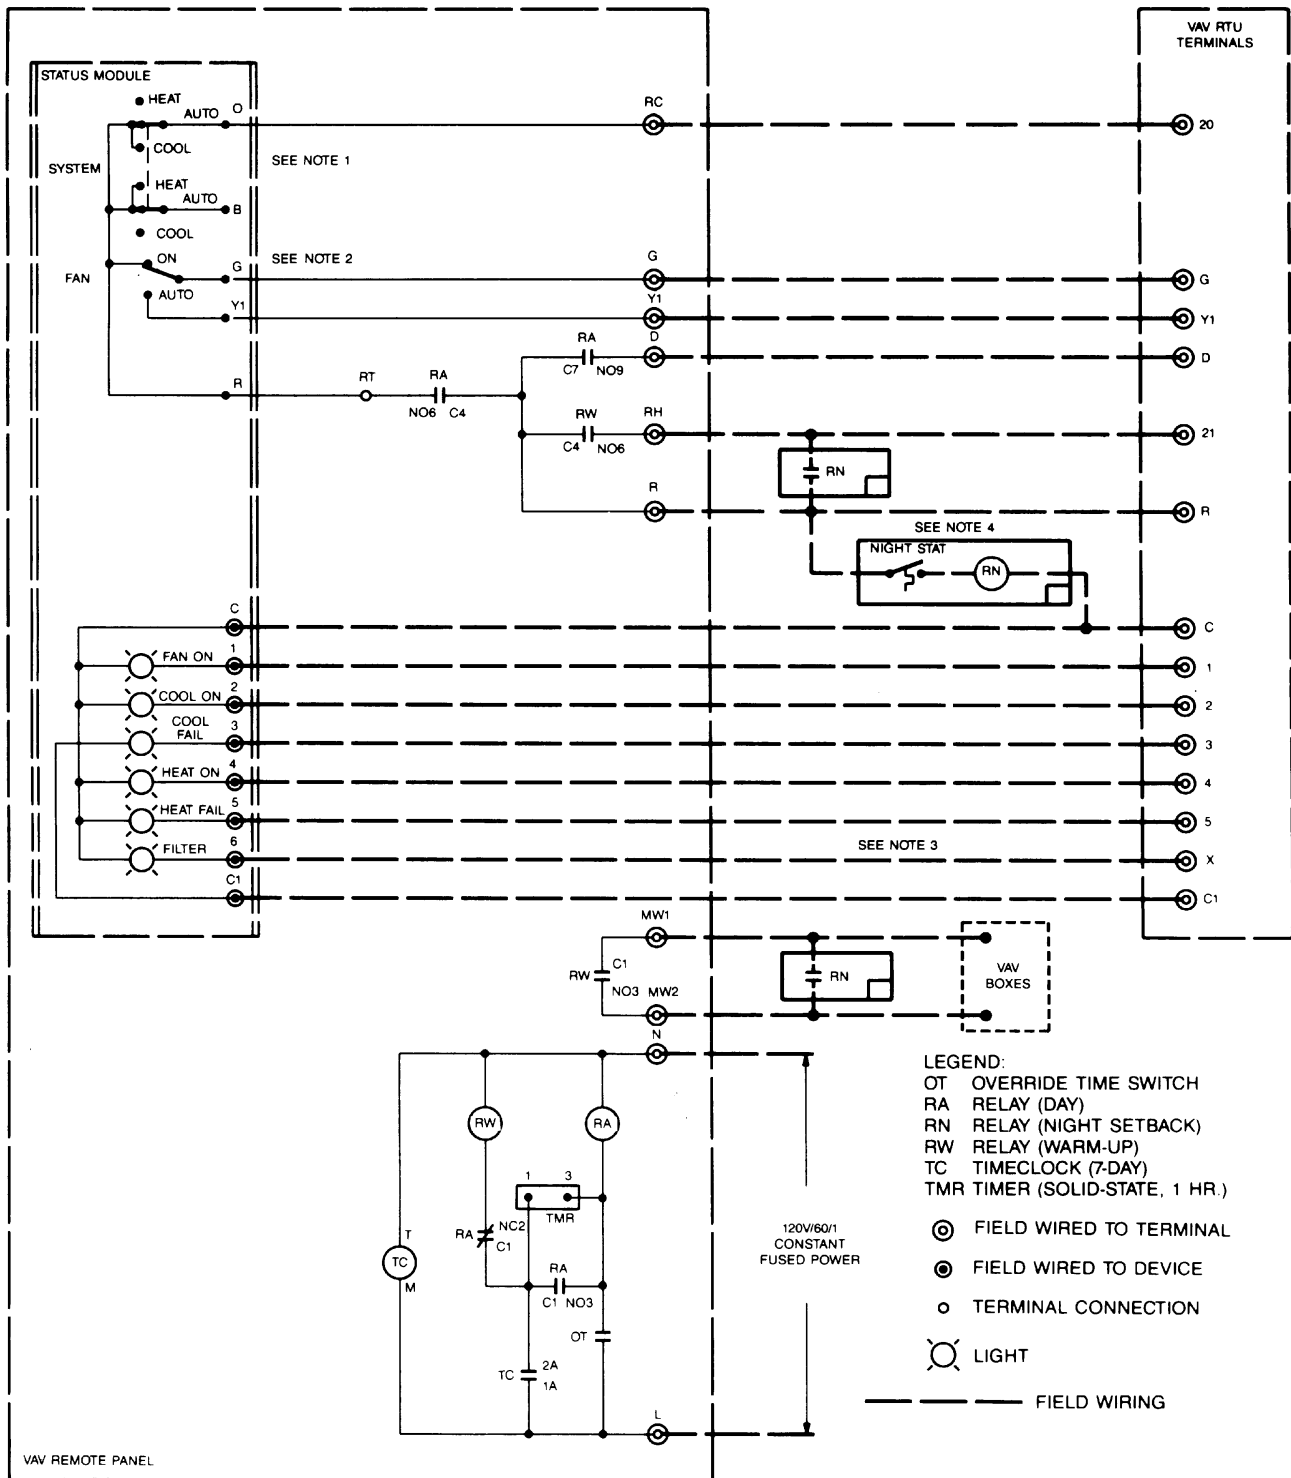 VAV RTU
TERMINALS
STATUS MODULE
HEAT
AUTO
O
RC
20
COOL
SYSTEM
SEE NOTE 1
HEAT
AUTO
B
COOL
ON
G
SEE NOTE 2
G
G
FAN
AUTO
Y1
Y1
Y1
RA
D
D
C7 NO9
R
RT
RA
NO6 C4
RW
RH
21
C4 NO6
RN
R
R
SEE NOTE 4
NIGHT STAT
RN
C
C
FAN ON
1
1
COOL ON
2
2
COOL
FAIL
3
3
HEAT ON
4
4
HEAT FAIL
5
5
FILTER
6
SEE NOTE 3
X
C1
C1
MW1
RW
C1
NO3
MW2
RN
VAV
BOXES
N
RW
RA
1 3
TMR
RA
NC2
C1
T
TC
M
RA
C1 NO3
OT
TC
2A
1A
L
120V/60/1
CONSTANT
FUSED POWER
LEGEND:
OT OVERRIDE TIME SWITCH
RA RELAY (DAY)
RN RELAY (NIGHT SETBACK)
RW RELAY (WARM-UP)
TC TIMECLOCK (7-DAY)
TMR TIMER (SOLID-STATE, 1 HR.)
FIELD WIRED TO TERMINAL
FIELD WIRED TO DEVICE
TERMINAL CONNECTION
LIGHT
FIELD WIRING
VAV REMOTE PANEL